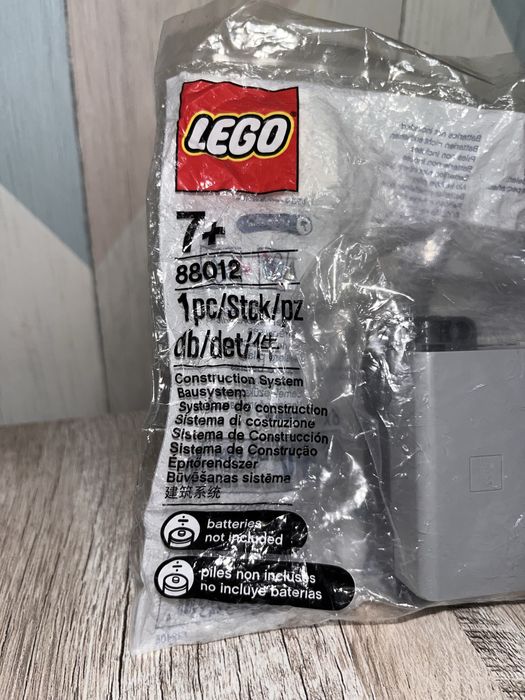 LEGO
7+
88012
1pc/Stck/pz
db/det/件
Construction System
Bausystem
Système de construction
Sistema di costruzione
Sistema de Construcción
Sistema de Construção
Építőrendszer
Būvēšanas sistēma
建筑系统
batteries
not included
piles non incluses
no incluye baterías